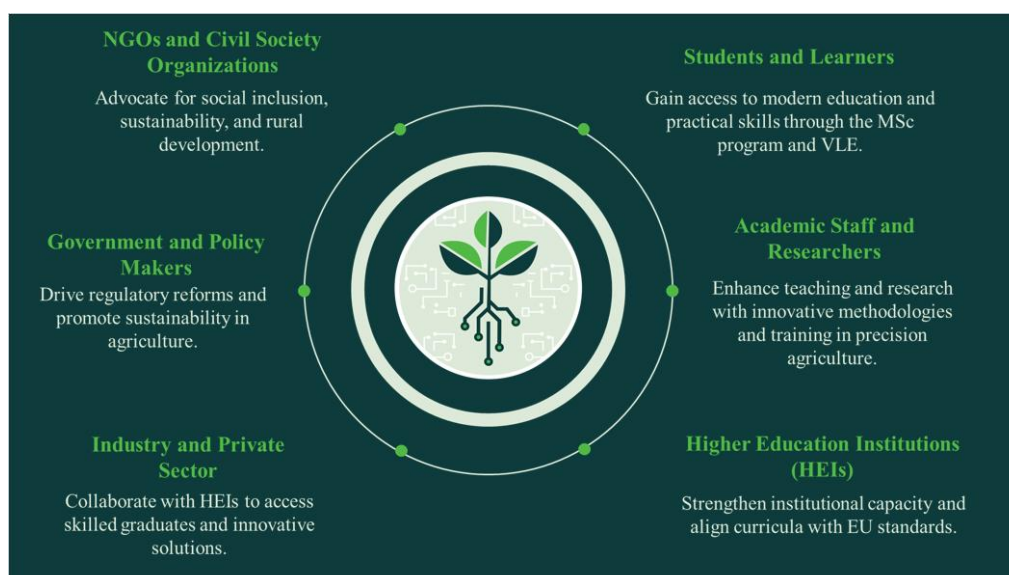 NGOs and Civil Society
Organizations
Advocate for social inclusion,
sustainability, and rural
development.
Government and Policy
Makers
Drive regulatory reforms and
promote sustainability in
agriculture.
Industry and Private
Sector
Collaborate with HEIs to access
skilled graduates and innovative
solutions.
Students and Learners
Gain access to modern education and
practical skills through the MSc
program and VLE.
Academic Staff and
Researchers
Enhance teaching and research
with innovative methodologies
and training in precision
agriculture.
Higher Education Institutions
(HEIs)
Strengthen institutional capacity and
align curricula with EU standards.